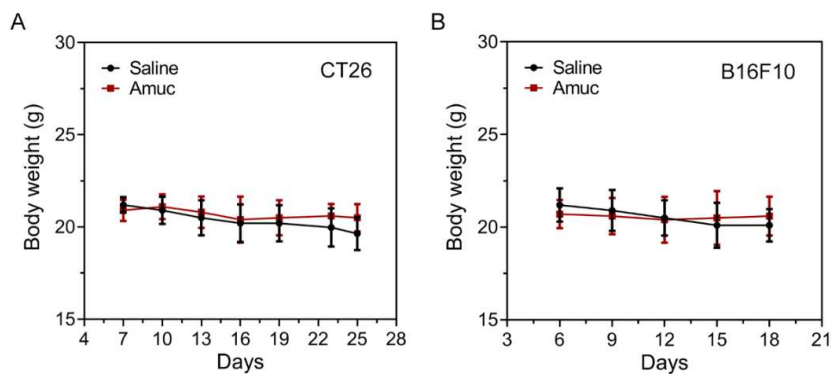 A
30
25
20
15
Body weight (g)
Saline
Amuc
CT26
4 7 10 13 16 19 22 25 28
Days
B
30
25
20
15
Body weight (g)
Saline
Amuc
B16F10
3 6 9 12 15 18 21
Days